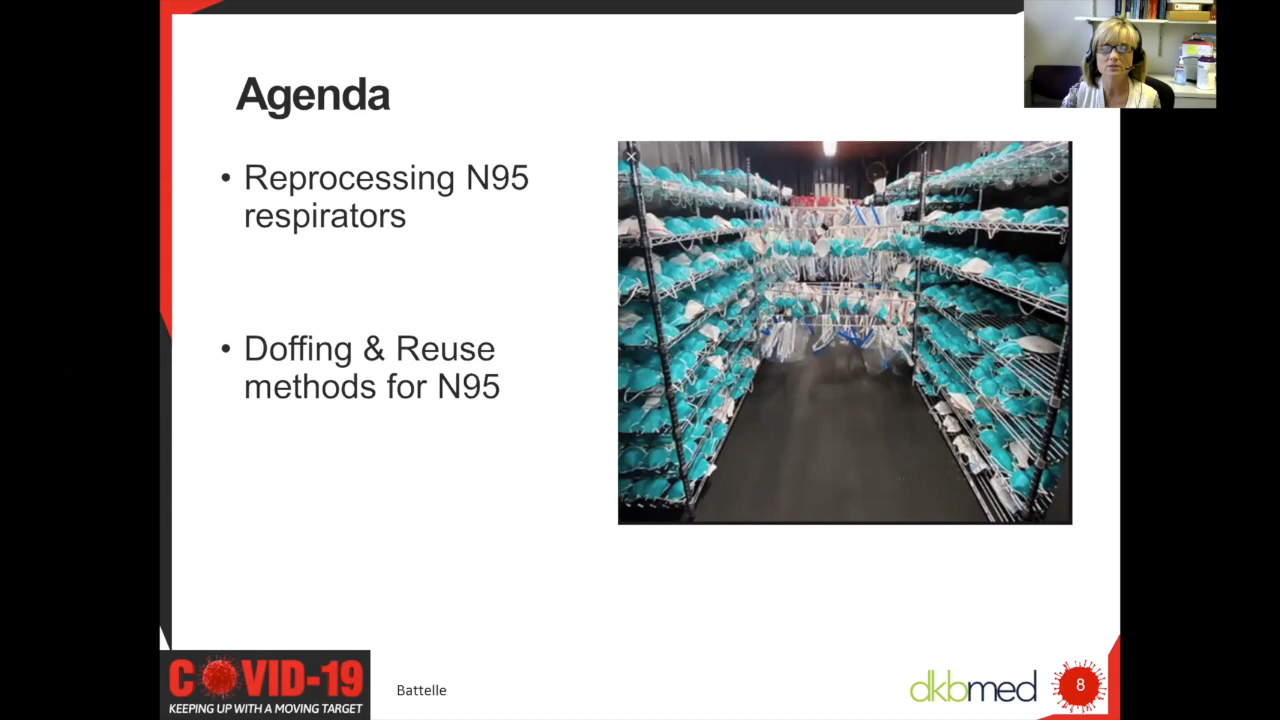 Agenda
• Reprocessing N95
respirators
• Doffing & Reuse
methods for N95
COVID-19
KEEPING UP WITH A MOVING TARGET
Battelle
dkbmed
8